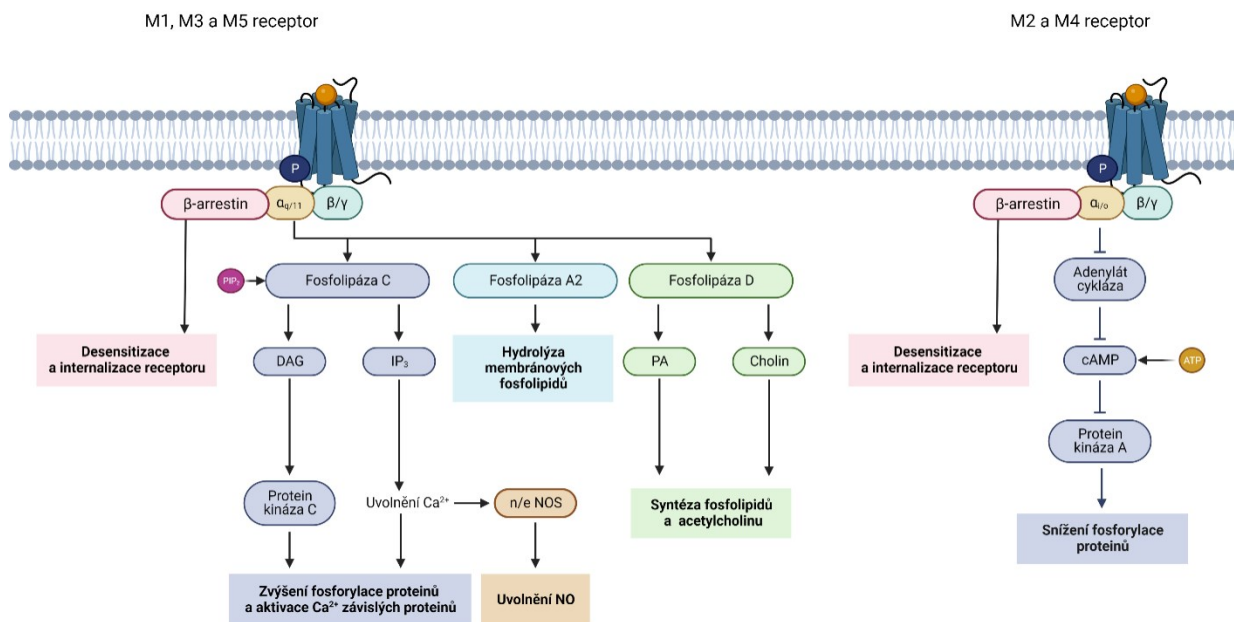 M1, M3 a M5 receptor
P
β-arrestin
αq/11
β/γ
PIP₂
Fosfolipáza C
Fosfolipáza A2
Fosfolipáza D
Desensitizace
a internalizace receptoru
DAG
IP₃
Hydrolýza
membránových
fosfolipidů
PA
Cholin
Protein
kináza C
Uvolnění Ca²⁺
n/e NOS
Syntéza fosfolipidů
a acetylcholinu
Zvýšení fosforylace proteinů
a aktivace Ca²⁺ závislých proteinů
Uvolnění NO
M2 a M4 receptor
P
β-arrestin
αi/o
β/γ
Adenylát
cykláza
Desensitizace
a internalizace receptoru
cAMP
ATP
Protein
kináza A
Snížení fosforylace
proteinů